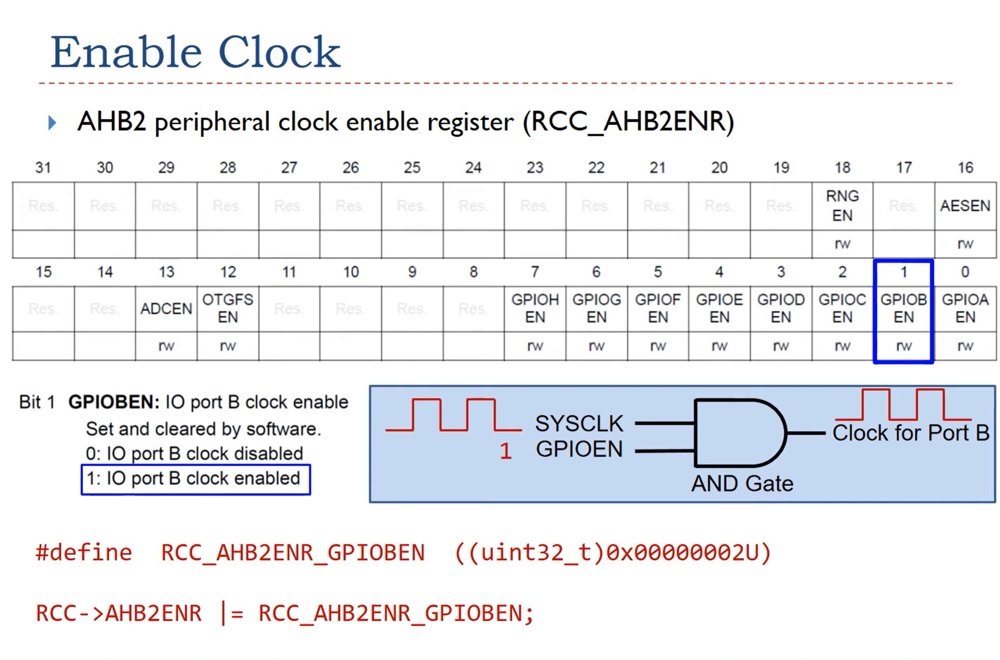 Enable Clock
AHB2 peripheral clock enable register (RCC_AHB2ENR)
31 30 29 28 27 26 25 24 23 22 21 20 19 18 17 16
Res. Res. Res. Res. Res. Res. Res. Res. Res. Res. Res. Res. Res. RNG EN Res. AESEN
rw rw
15 14 13 12 11 10 9 8 7 6 5 4 3 2 1 0
Res. Res. ADCEN OTGFS EN Res. Res. Res. Res. GPIOH EN GPIOG EN GPIOF EN GPIOE EN GPIOD EN GPIOC EN GPIOB EN GPIOA EN
rw rw rw rw rw rw rw rw rw rw
Bit 1 GPIOBEN: IO port B clock enable
Set and cleared by software.
0: IO port B clock disabled
1: IO port B clock enabled
SYSCLK
1 GPIOEN
Clock for Port B
AND Gate
#define RCC_AHB2ENR_GPIOBEN ((uint32_t)0x00000002U)
RCC->AHB2ENR |= RCC_AHB2ENR_GPIOBEN;